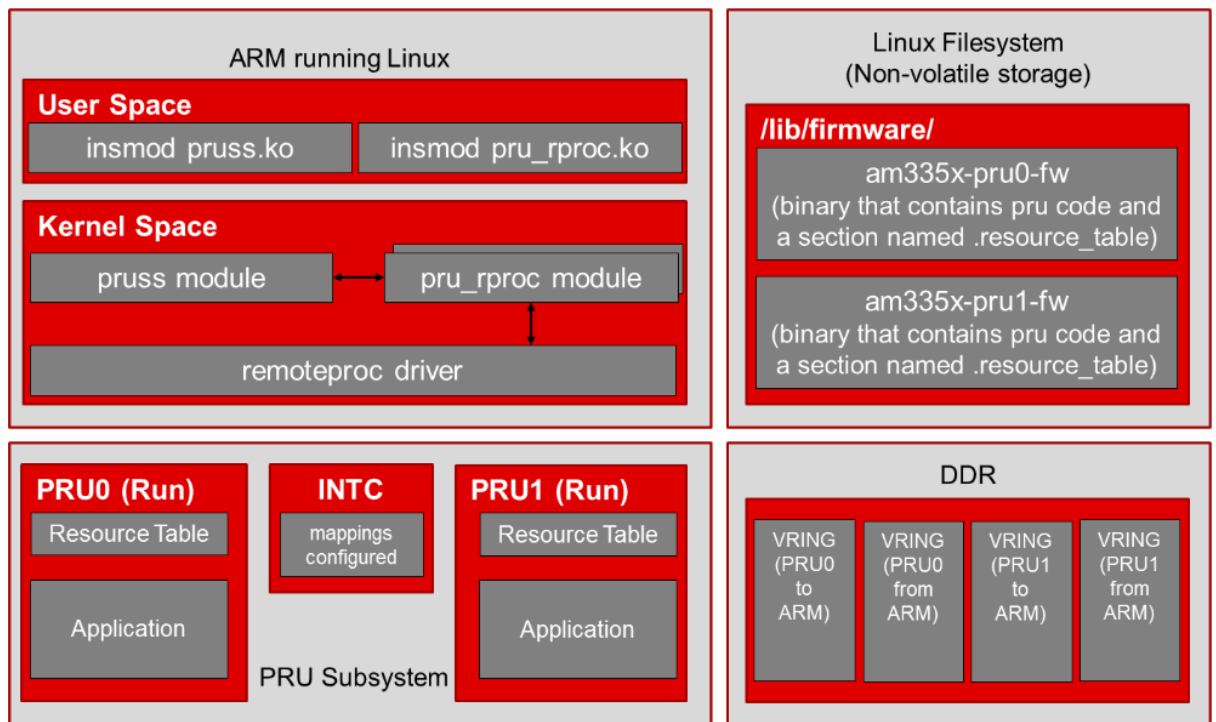 ARM running Linux
User Space
insmod pruss.ko
insmod pru_rproc.ko
Kernel Space
pruss module
pru_rproc module
remoteproc driver
Linux Filesystem
(Non-volatile storage)
/lib/firmware/
am335x-pru0-fw
(binary that contains pru code and
a section named .resource_table)
am335x-pru1-fw
(binary that contains pru code and
a section named .resource_table)
PRU0 (Run)
Resource Table
Application
INTC
mappings
configured
PRU1 (Run)
Resource Table
Application
PRU Subsystem
DDR
VRING
(PRU0
to
ARM)
VRING
(PRU0
from
ARM)
VRING
(PRU1
to
ARM)
VRING
(PRU1
from
ARM)